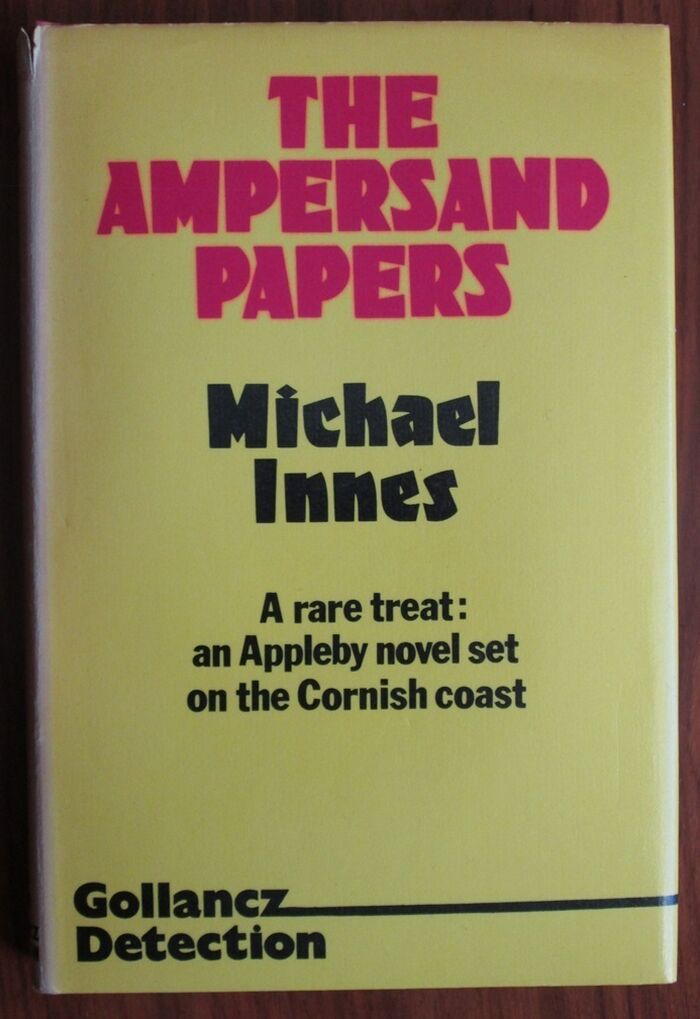 THE
AMPERSAND
PAPERS
Michael
Innes
A rare treat:
an Appleby novel set
on the Cornish coast
Gollancz
Detection